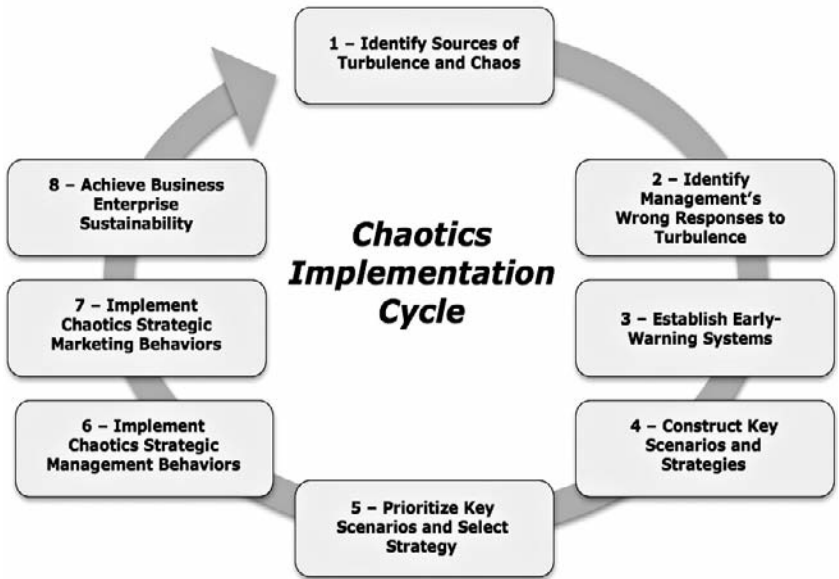 1 – Identify Sources of
Turbulence and Chaos
2 – Identify
Management’s
Wrong Responses to
Turbulence
3 – Establish Early-
Warning Systems
4 – Construct Key
Scenarios and
Strategies
5 – Prioritize Key
Scenarios and Select
Strategy
6 – Implement
Chaotics Strategic
Management Behaviors
7 – Implement
Chaotics Strategic
Marketing Behaviors
8 – Achieve Business
Enterprise
Sustainability
Chaotics
Implementation
Cycle